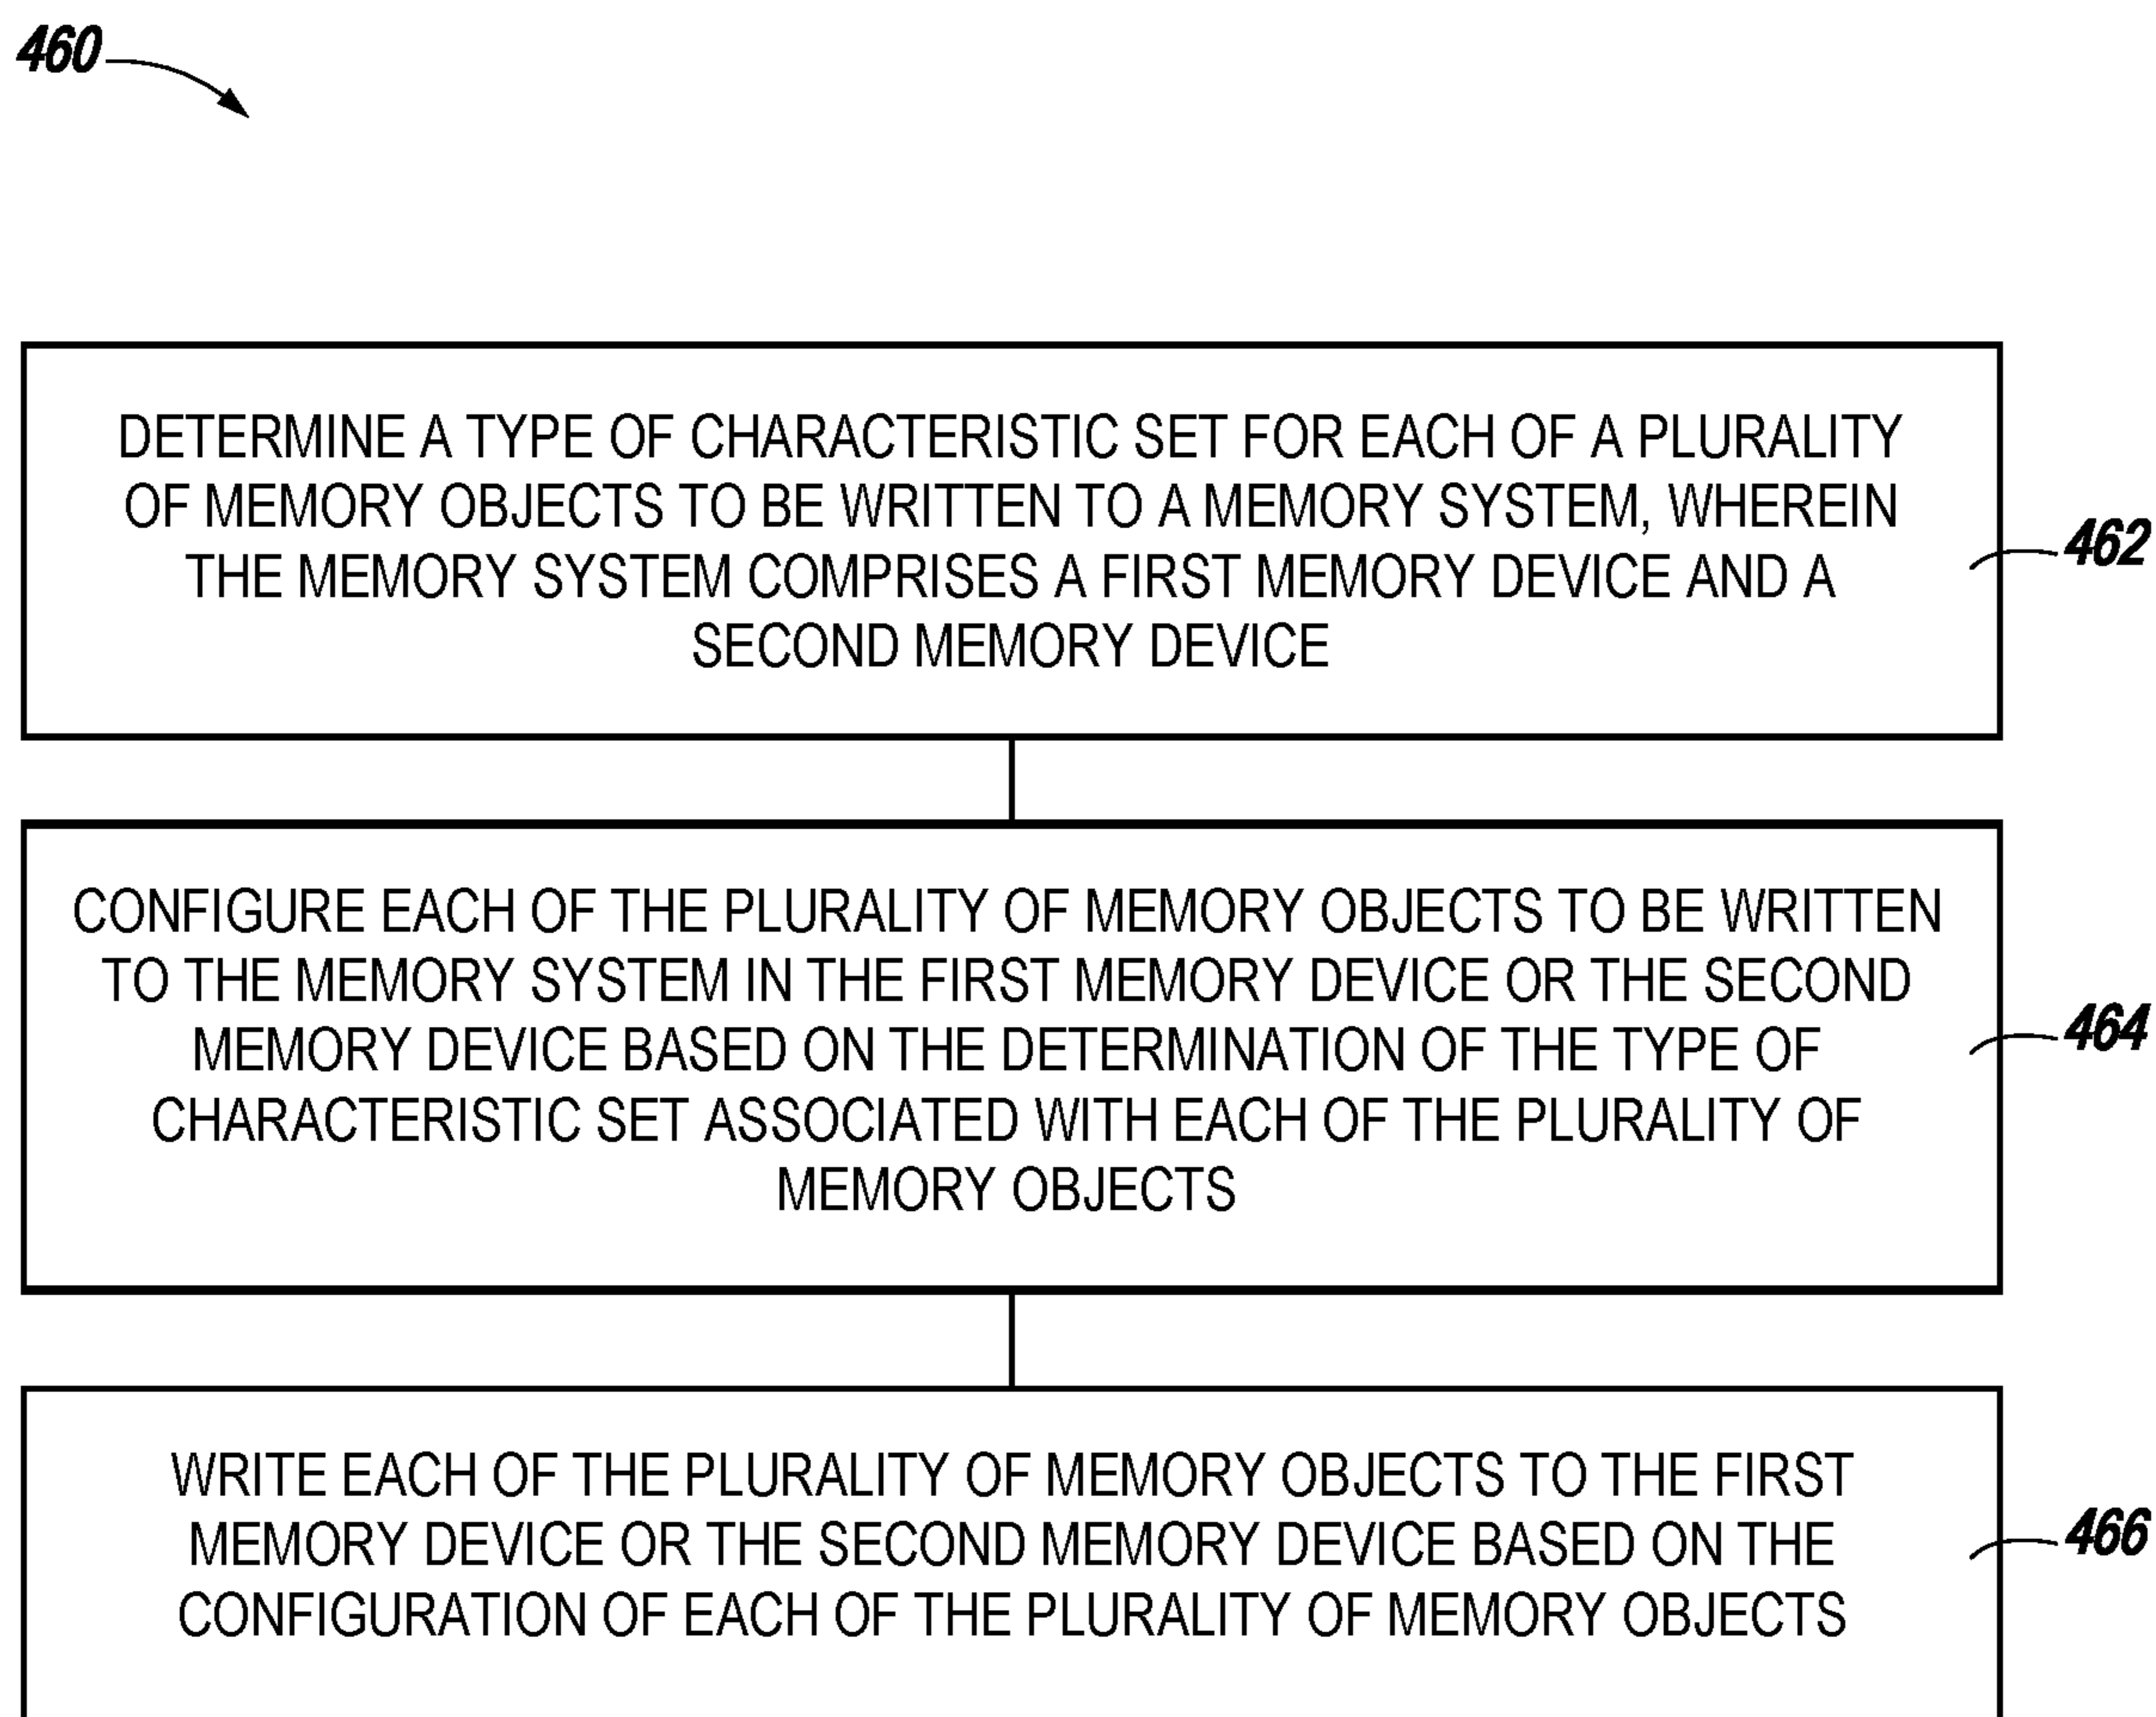 460
DETERMINE A TYPE OF CHARACTERISTIC SET FOR EACH OF A PLURALITY
OF MEMORY OBJECTS TO BE WRITTEN TO A MEMORY SYSTEM, WHEREIN
THE MEMORY SYSTEM COMPRISES A FIRST MEMORY DEVICE AND A
SECOND MEMORY DEVICE
462
CONFIGURE EACH OF THE PLURALITY OF MEMORY OBJECTS TO BE WRITTEN
TO THE MEMORY SYSTEM IN THE FIRST MEMORY DEVICE OR THE SECOND
MEMORY DEVICE BASED ON THE DETERMINATION OF THE TYPE OF
CHARACTERISTIC SET ASSOCIATED WITH EACH OF THE PLURALITY OF
MEMORY OBJECTS
464
WRITE EACH OF THE PLURALITY OF MEMORY OBJECTS TO THE FIRST
MEMORY DEVICE OR THE SECOND MEMORY DEVICE BASED ON THE
CONFIGURATION OF EACH OF THE PLURALITY OF MEMORY OBJECTS
466